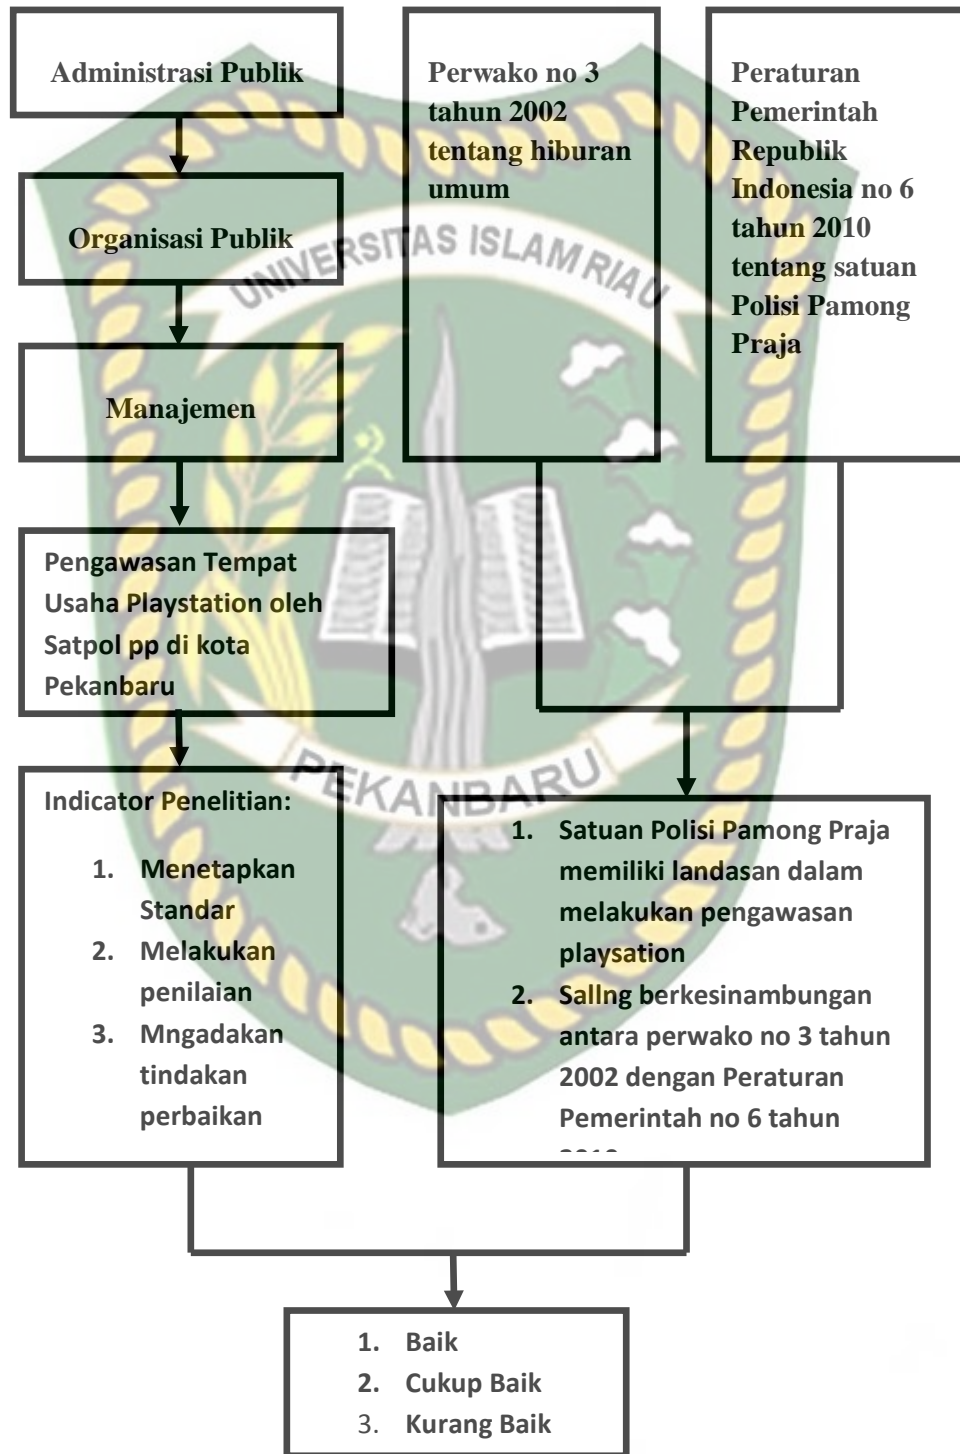 Administrasi Publik
Organisasi Publik
Manajemen
Pengawasan Tempat
Usaha Playstation oleh
Satpol pp di kota
Pekanbaru
Indicator Penelitian:
1. Menetapkan
Standar
2. Melakukan
penilaian
3. Mngadakan
tindakan
perbaikan
Perwako no 3
tahun 2002
tentang hiburan
umum
Peraturan
Pemerintah
Republik
Indonesia no 6
tahun 2010
tentang satuan
Polisi Pamong
Praja
1. Satuan Polisi Pamong Praja
memiliki landasan dalam
melakukan pengawasan
playsation
2. Sallng berkesinambungan
antara perwako no 3 tahun
2002 dengan Peraturan
Pemerintah no 6 tahun
1. Baik
2. Cukup Baik
3. Kurang Baik
UNIVERSITAS ISLAM RIAU
PEKANBARU